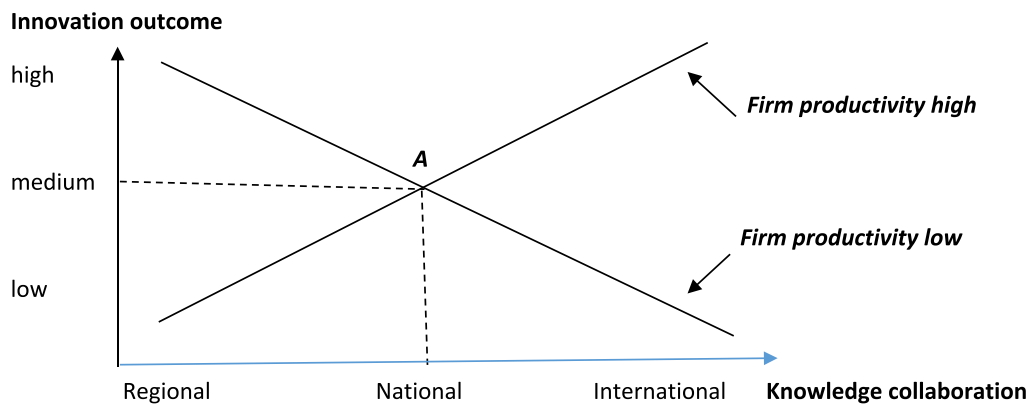 Innovation outcome
high
Firm productivity high
A
medium
Firm productivity low
low
Regional National International Knowledge collaboration